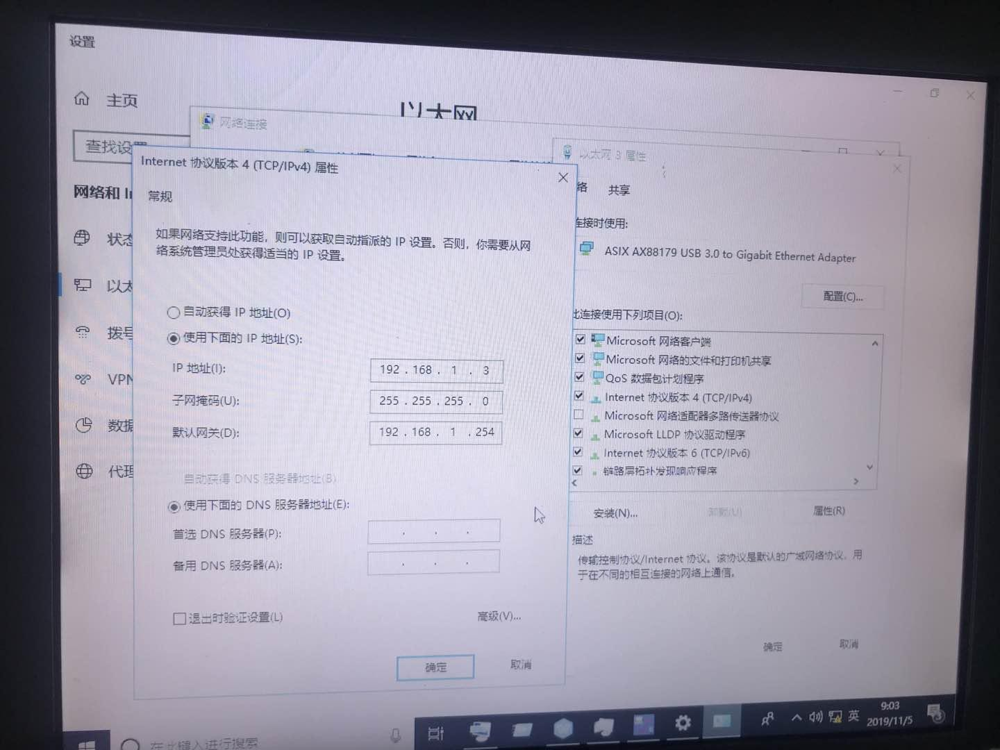 设置
主页
以太网
网络连接
查找设
以太网 3 属性
Internet 协议版本 4 (TCP/IPv4) 属性
网络和 In
常规
络
共享
如果网络支持此功能，则可以获取自动指派的 IP 设置。否则，你需要从网
络系统管理员处获得适当的 IP 设置。
连接时使用:
ASIX AX88179 USB 3.0 to Gigabit Ethernet Adapter
配置(C)...
状态
以太
拨号
VPN
数据
代理
自动获得 IP 地址(O)
使用下面的 IP 地址(S):
IP 地址(I):
192 . 168 . 1 . 3
子网掩码(U):
255 . 255 . 255 . 0
默认网关(D):
192 . 168 . 1 . 254
自动获得 DNS 服务器地址(B)
使用下面的 DNS 服务器地址(E):
首选 DNS 服务器(P):
. . .
备用 DNS 服务器(A):
. . .
退出时验证设置(L)
高级(V)...
确定
取消
此连接使用下列项目(O):
Microsoft 网络客户端
Microsoft 网络的文件和打印机共享
QoS 数据包计划程序
Internet 协议版本 4 (TCP/IPv4)
Microsoft 网络适配器多路传送器协议
Microsoft LLDP 协议驱动程序
Internet 协议版本 6 (TCP/IPv6)
链路层拓扑发现响应程序
安装(N)...
卸载(U)
属性(R)
描述
传输控制协议/Internet 协议。该协议是默认的广域网络协议，用
于在不同的相互连接的网络上通信。
确定
取消
在此键入进行搜索
英
9:03
2019/11/5
3